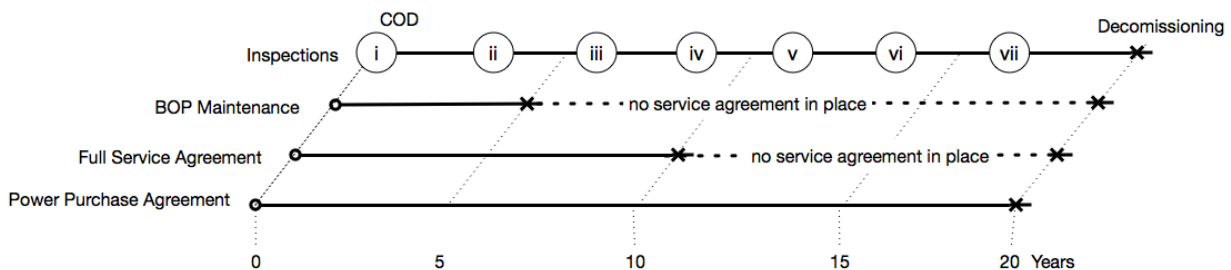 COD
Decomissioning
Inspections i ii iii iv v vi vii
BOP Maintenance no service agreement in place
Full Service Agreement no service agreement in place
Power Purchase Agreement
0 5 10 15 20 Years